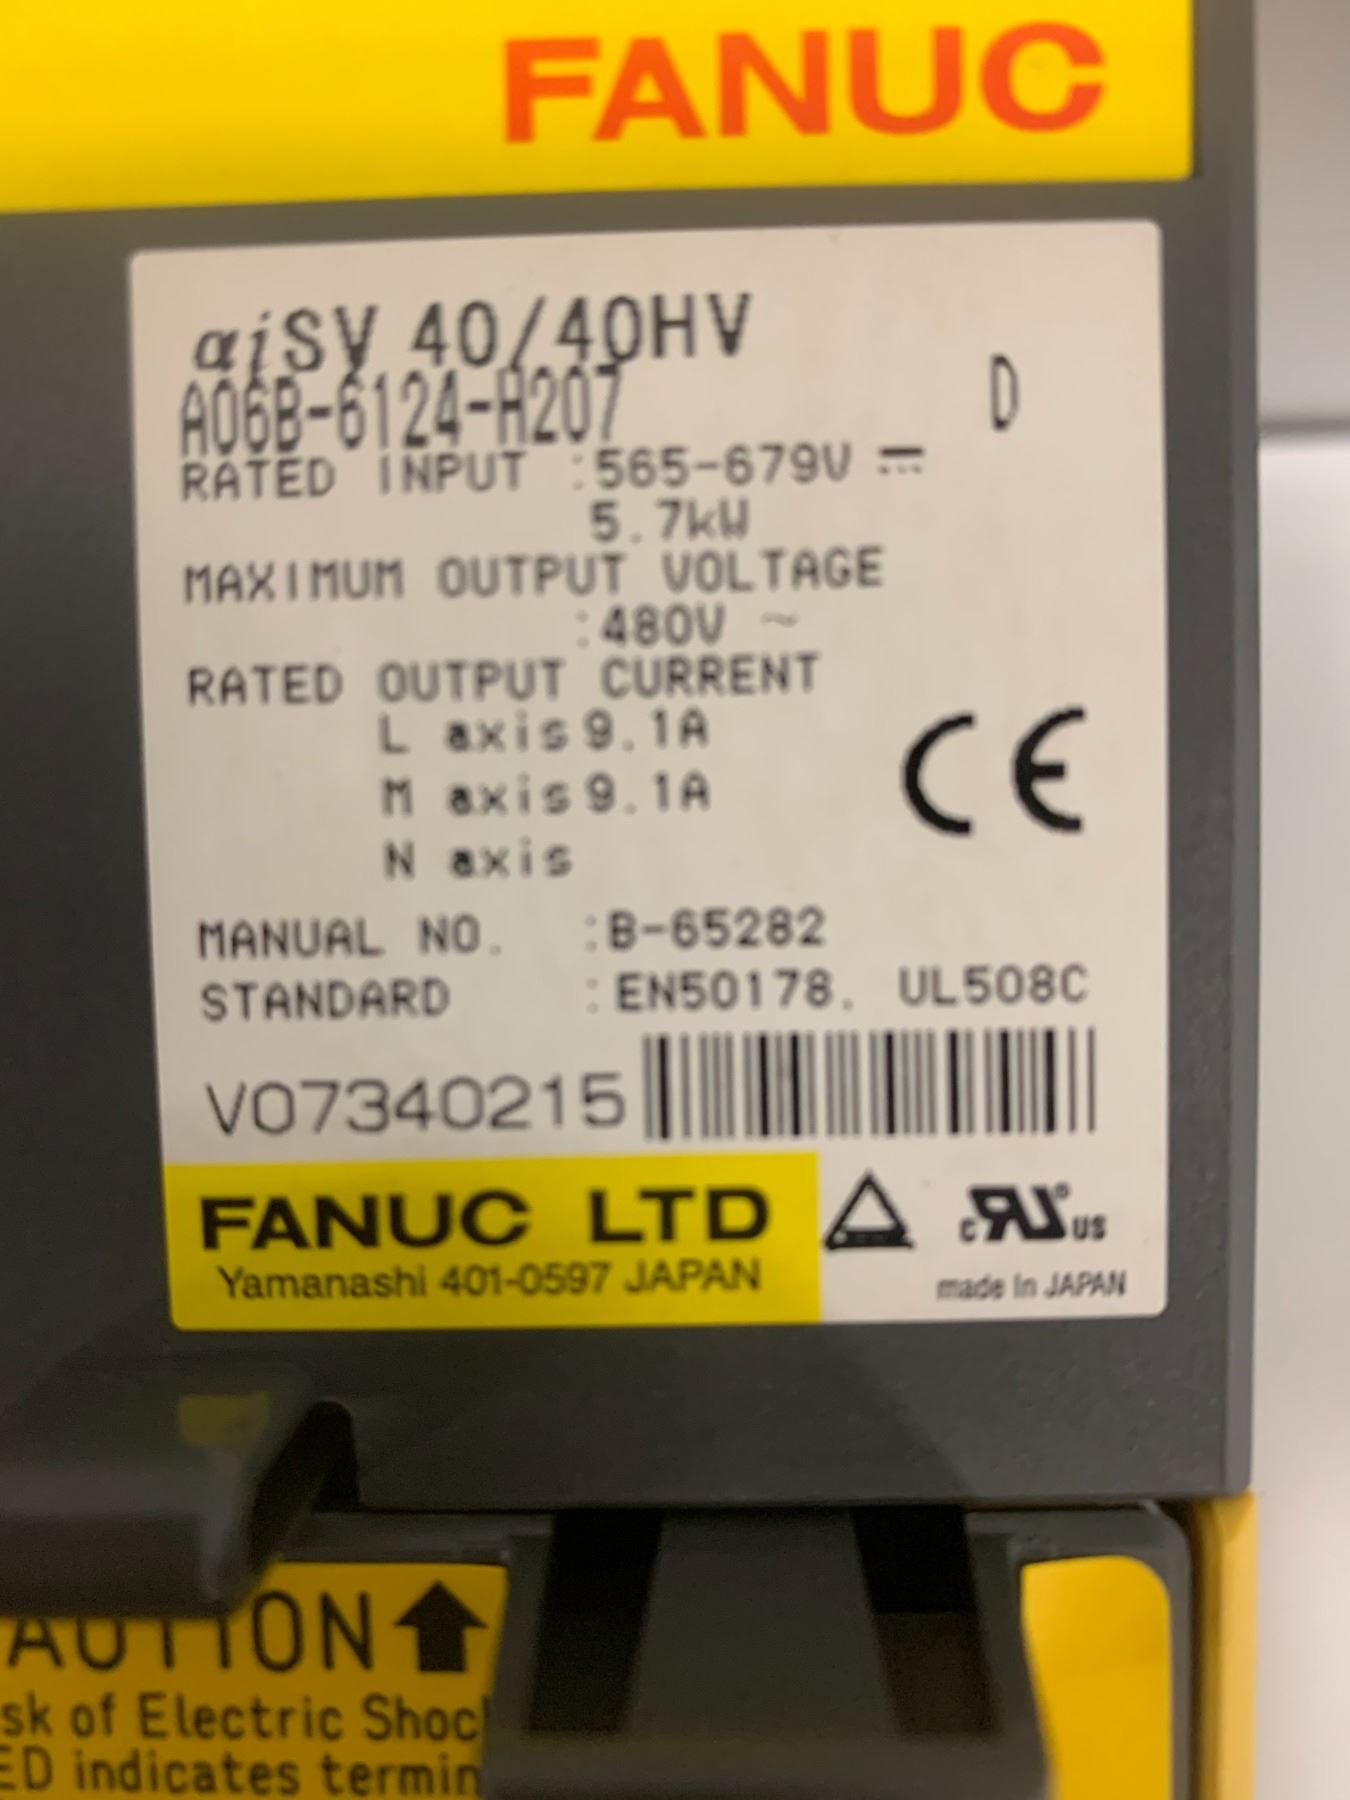 FANUC
αiSV 40/40HV
A06B-6124-H207
D
RATED INPUT :565-679V ⎓
5.7kW
MAXIMUM OUTPUT VOLTAGE
:480V ~
RATED OUTPUT CURRENT
L axis 9.1A
M axis 9.1A
N axis
CE
MANUAL NO. :B-65282
STANDARD :EN50178. UL508C
V07340215
FANUC LTD
Yamanashi 401-0597 JAPAN
c RU us
made in JAPAN
AUTION
sk of Electric Shoc
ED indicates termin